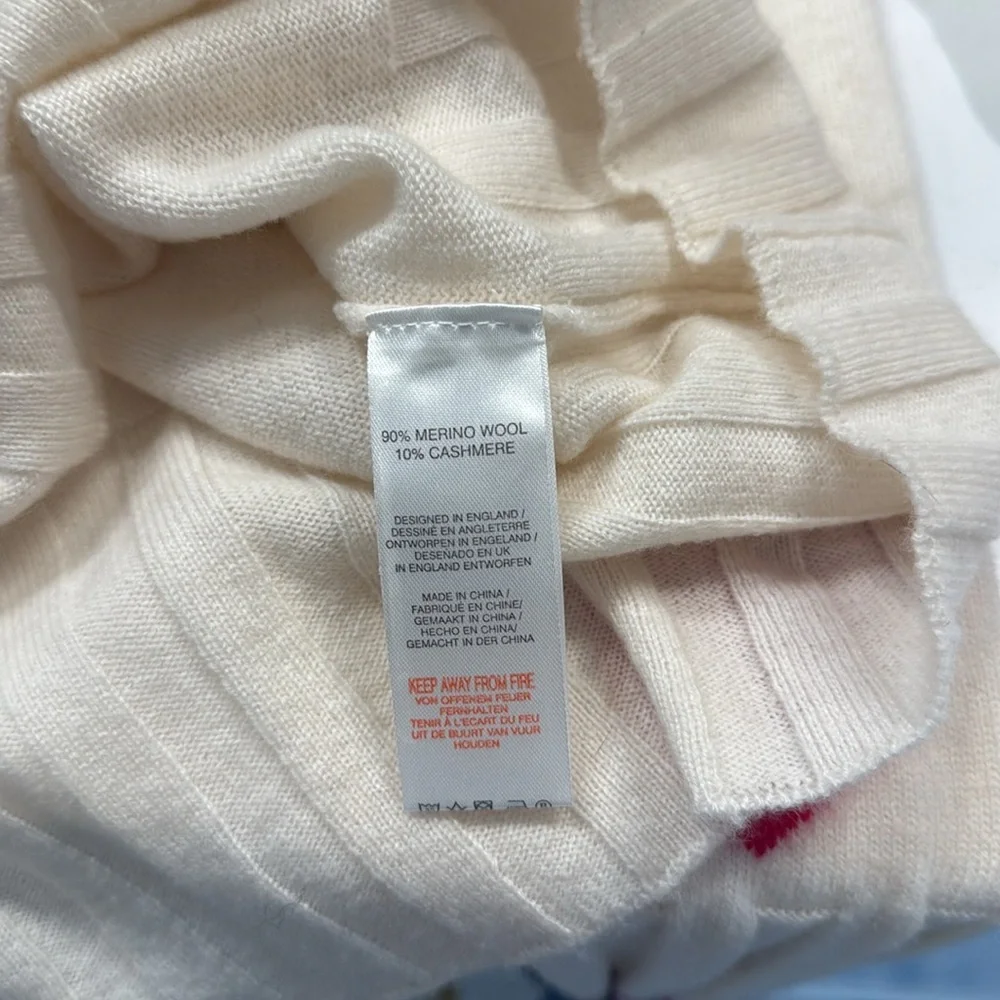 90% MERINO WOOL
10% CASHMERE
DESIGNED IN ENGLAND /
DESSINÉ EN ANGLETERRE
ONTWORPEN IN ENGELAND /
DESEÑADO EN UK
IN ENGLAND ENTWORFEN
MADE IN CHINA /
FABRIQUÉ EN CHINE/
GEMAAKT IN CHINA /
HECHO EN CHINA/
GEMACHT IN DER CHINA
KEEP AWAY FROM FIRE
VON OFFENEM FEUER
FERNHALTEN
TENIR À L'ECART DU FEU
UIT DE BUURT VAN VUUR
HOUDEN